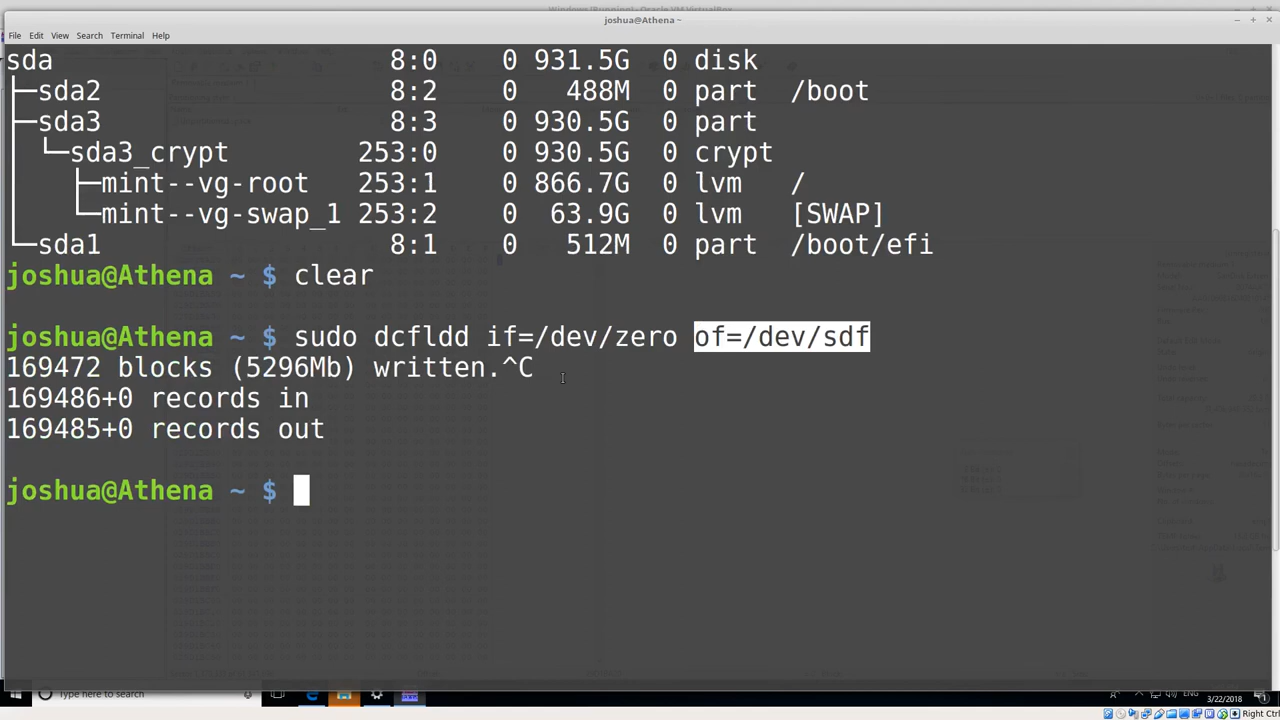 joshua@Athena ~
File Edit View Search Terminal Help
sda 8:0 0 931.5G 0 disk
├─sda2 8:2 0 488M 0 part /boot
├─sda3 8:3 0 930.5G 0 part
│ └─sda3_crypt 253:0 0 930.5G 0 crypt
│ ├─mint--vg-root 253:1 0 866.7G 0 lvm /
│ └─mint--vg-swap_1 253:2 0 63.9G 0 lvm [SWAP]
└─sda1 8:1 0 512M 0 part /boot/efi
joshua@Athena ~ $ clear
joshua@Athena ~ $ sudo dcfldd if=/dev/zero of=/dev/sdf
169472 blocks (5296Mb) written.^C
169486+0 records in
169485+0 records out
joshua@Athena ~ $
Type here to search
ENG
3/22/2018
Right Ctrl